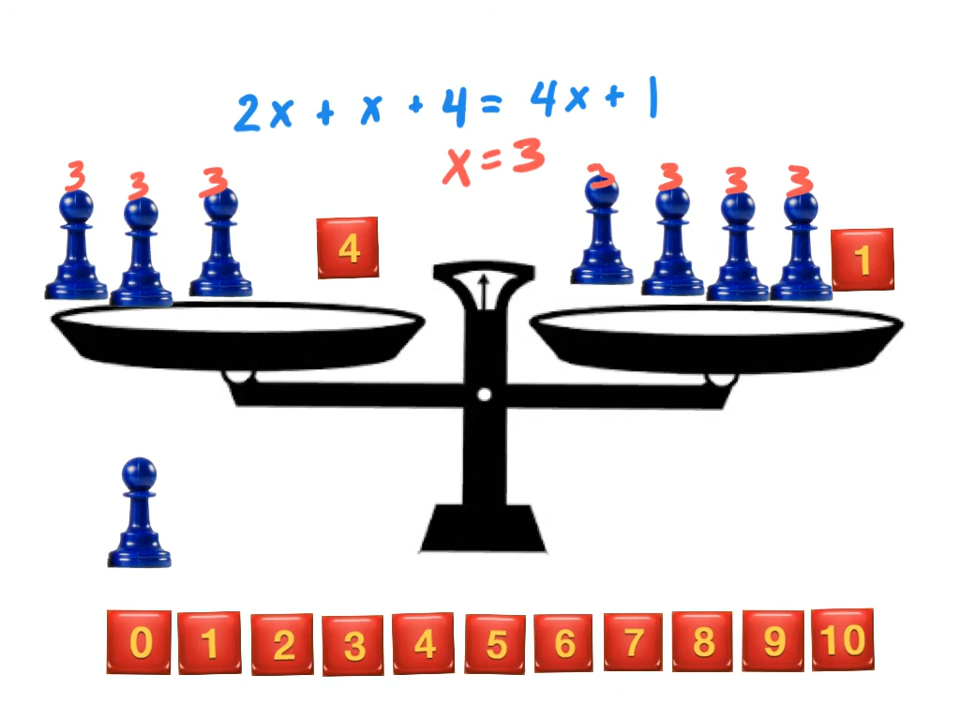 2x + x + 4 = 4x + 1
x = 3
3 3 3 3 3 3 3
4 1
0 1 2 3 4 5 6 7 8 9 10